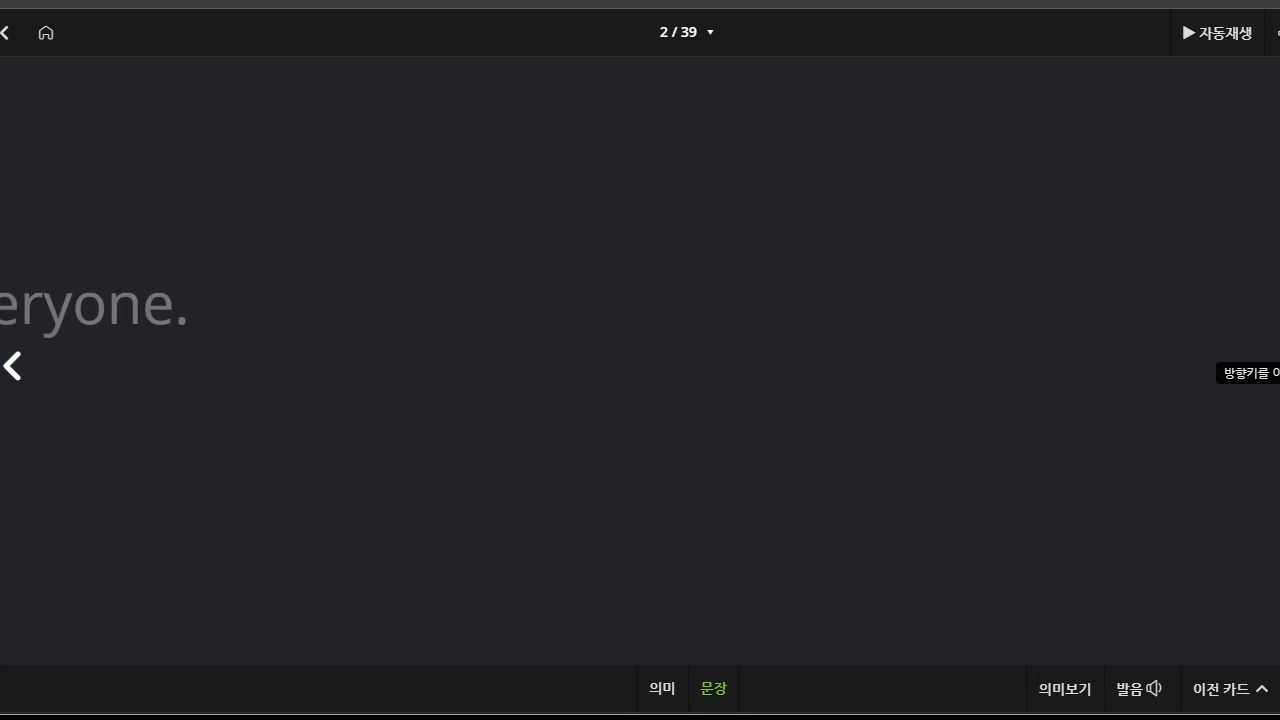 2 / 39
자동재생
eryone.
방향키를
의미
문장
의미보기
발음
이전 카드